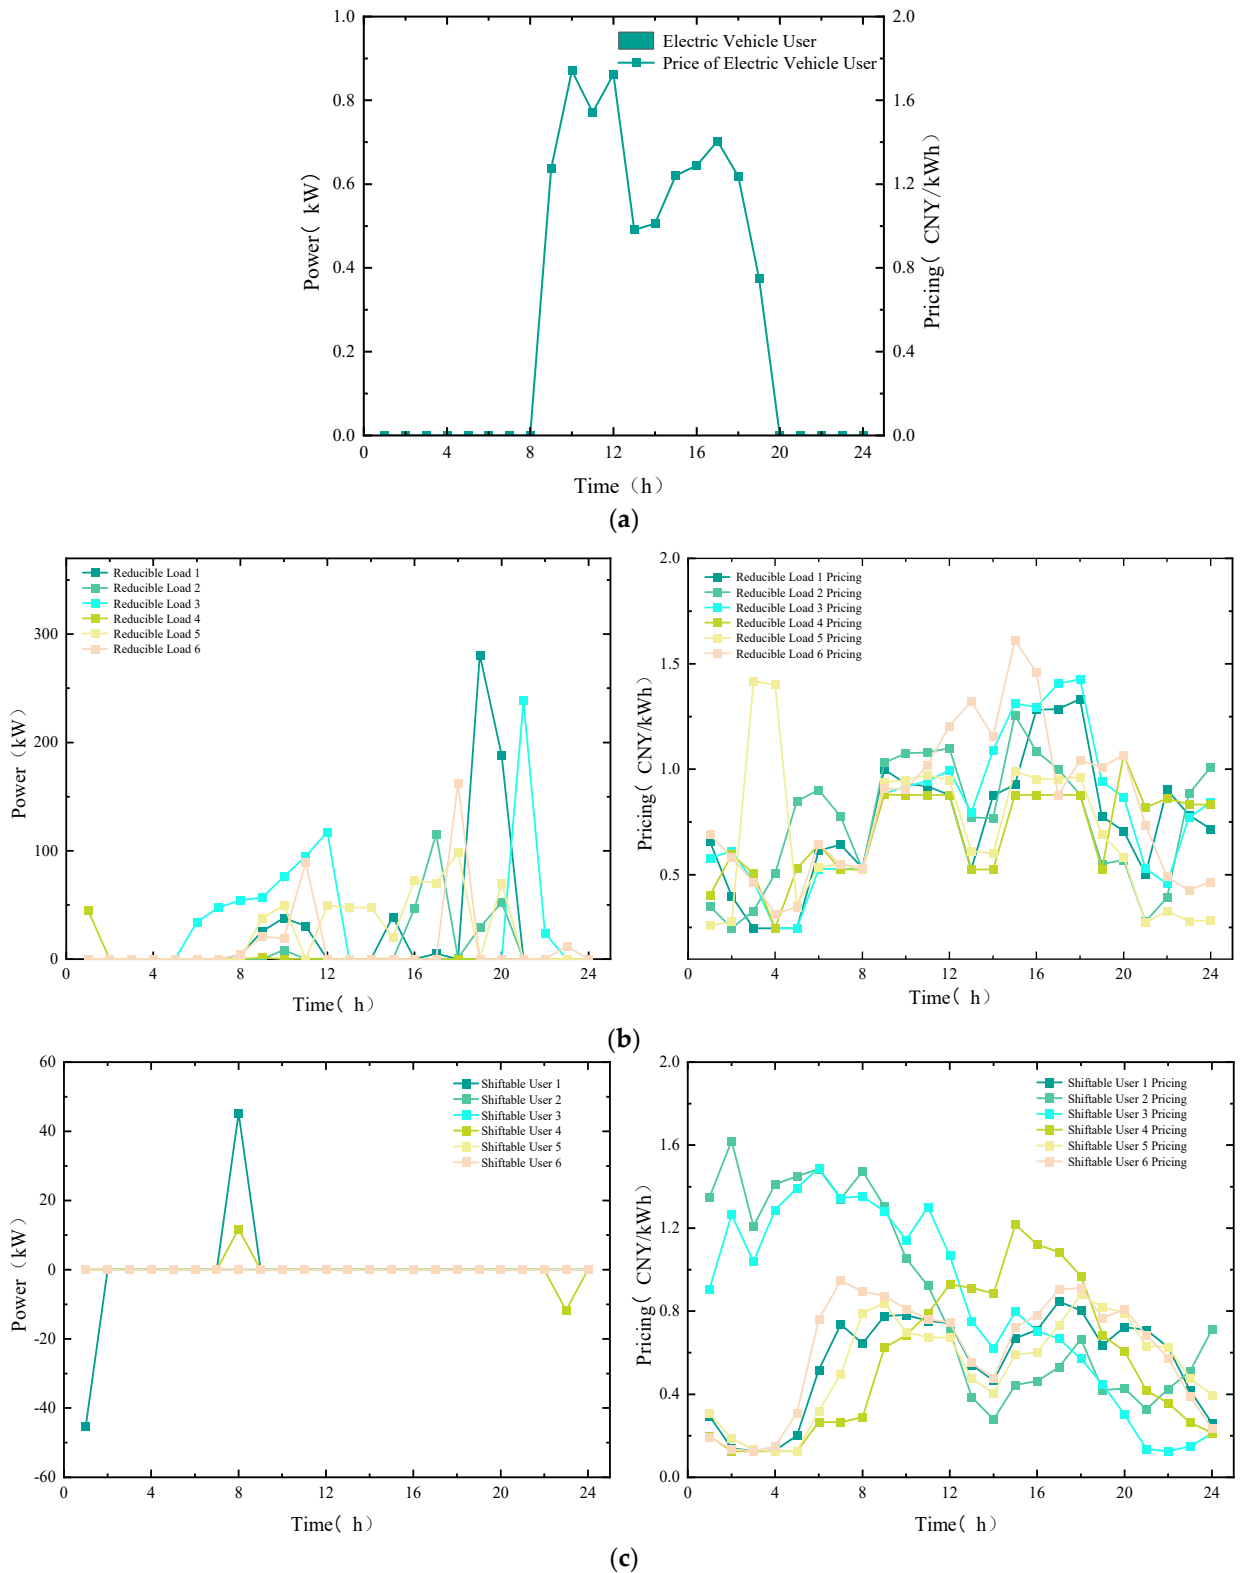 1.0
0.8
0.6
0.4
0.2
0.0
Power( kW)
2.0
1.6
1.2
0.8
0.4
0.0
Pricing( CNY/kWh)
Electric Vehicle User
Price of Electric Vehicle User
0 4 8 12 16 20 24
Time (h)
(a)
300
200
100
0
Power (kW)
Reducible Load 1
Reducible Load 2
Reducible Load 3
Reducible Load 4
Reducible Load 5
Reducible Load 6
0 4 8 12 16 20 24
Time( h)
2.0
1.5
1.0
0.5
Pricing( CNY/kWh)
Reducible Load 1 Pricing
Reducible Load 2 Pricing
Reducible Load 3 Pricing
Reducible Load 4 Pricing
Reducible Load 5 Pricing
Reducible Load 6 Pricing
0 4 8 12 16 20 24
Time( h)
(b)
60
40
20
0
-20
-40
-60
Power (kW)
Shiftable User 1
Shiftable User 2
Shiftable User 3
Shiftable User 4
Shiftable User 5
Shiftable User 6
0 4 8 12 16 20 24
Time( h)
2.0
1.6
1.2
0.8
0.4
0.0
Pricing( CNY/kWh)
Shiftable User 1 Pricing
Shiftable User 2 Pricing
Shiftable User 3 Pricing
Shiftable User 4 Pricing
Shiftable User 5 Pricing
Shiftable User 6 Pricing
0 4 8 12 16 20 24
Time( h)
(c)